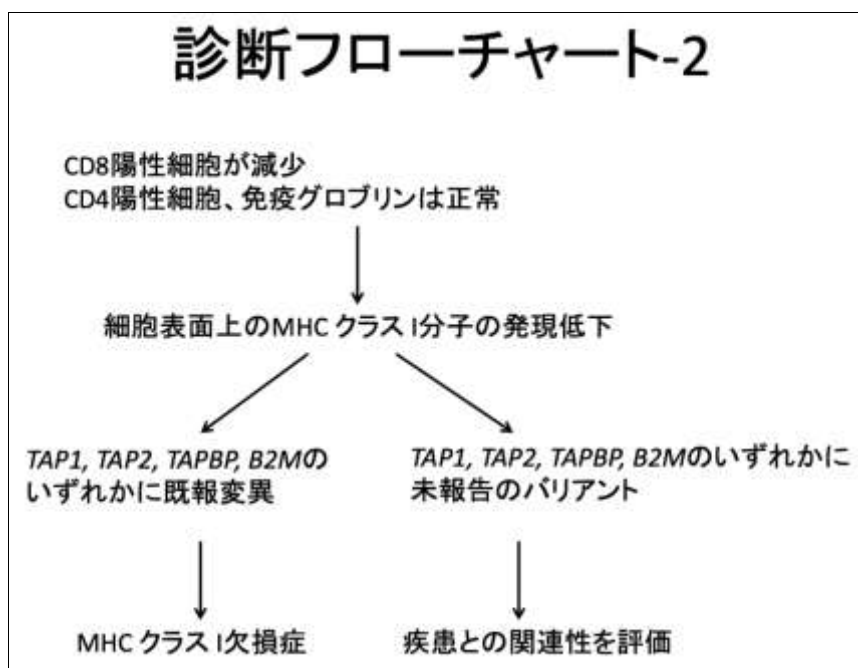 診断フローチャート-2
CD8陽性細胞が減少
CD4陽性細胞、免疫グロブリンは正常
細胞表面上のMHC クラス I分子の発現低下
TAP1, TAP2, TAPBP, B2Mの
いずれかに既報変異
TAP1, TAP2, TAPBP, B2Mのいずれかに
未報告のバリアント
MHC クラス I欠損症
疾患との関連性を評価